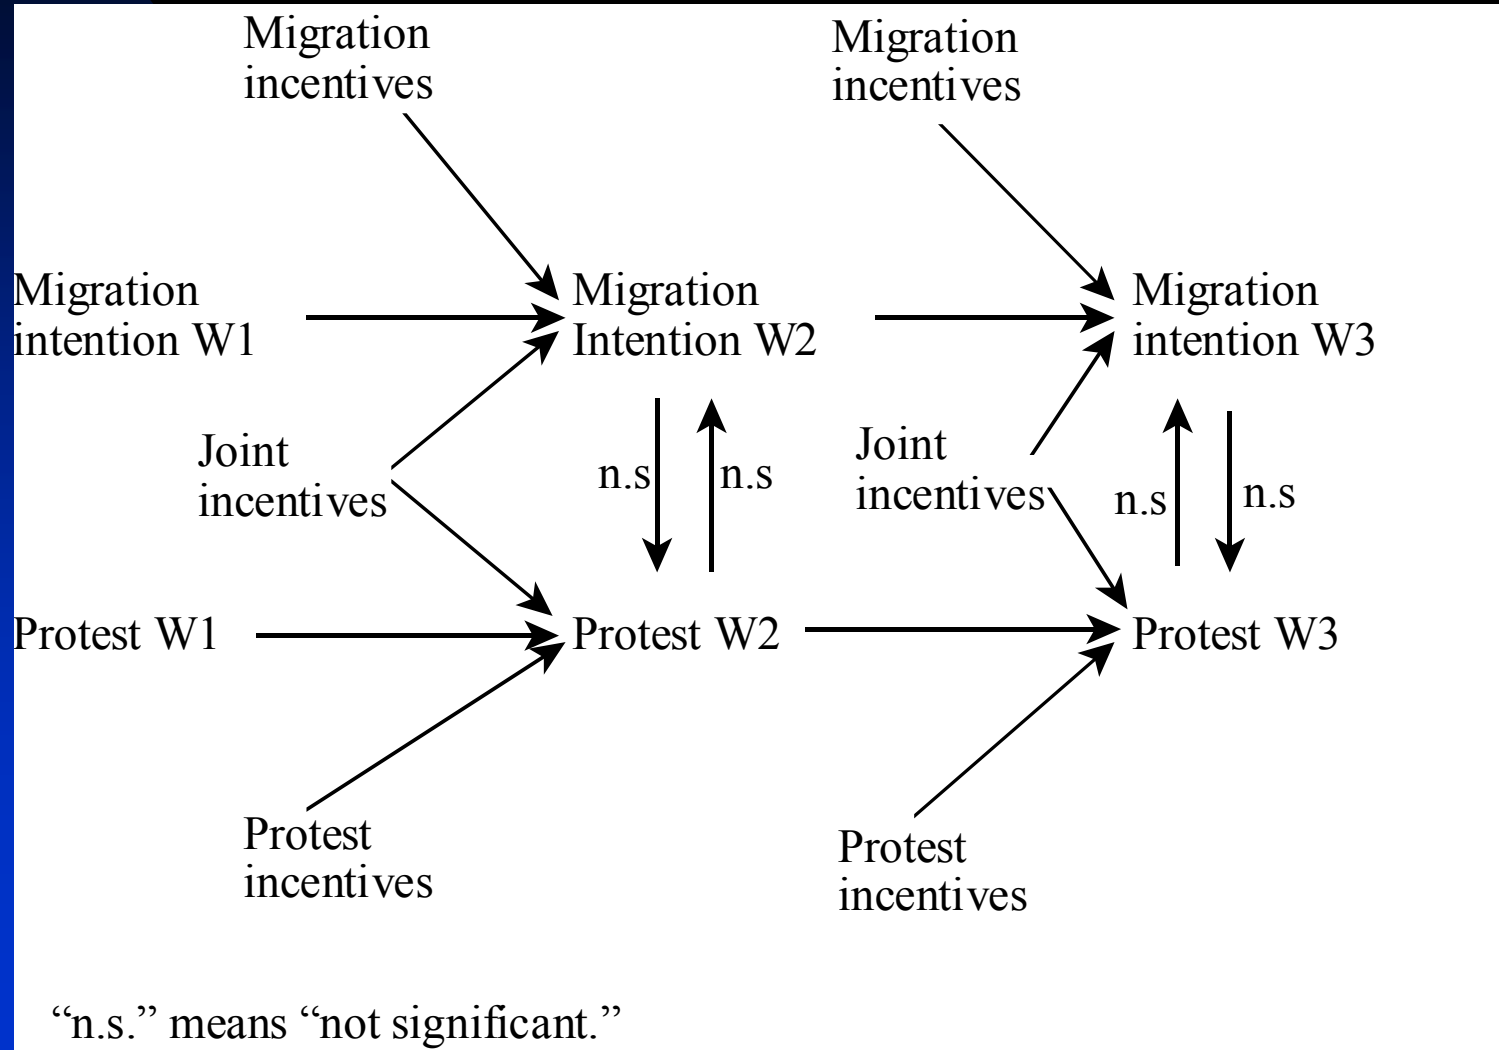 Migration
incentives
Migration
incentives
Migration
intention W1
Migration
Intention W2
Migration
intention W3
Joint
incentives
n.s
n.s
Joint
incentives
n.s
n.s
Protest W1
Protest W2
Protest W3
Protest
incentives
Protest
incentives
“n.s.” means “not significant.”